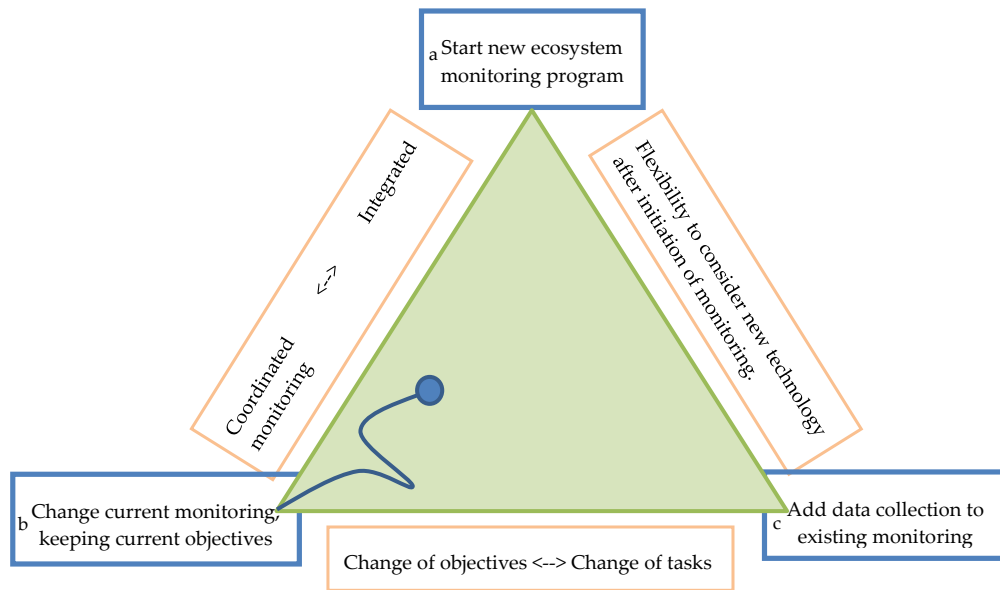 a Start new ecosystem
monitoring program
Integrated
<-->
Coordinated
monitoring
Flexibility to consider new technology
after initiation of monitoring.
b Change current monitoring,
keeping current objectives
c Add data collection to
existing monitoring
Change of objectives <--> Change of tasks